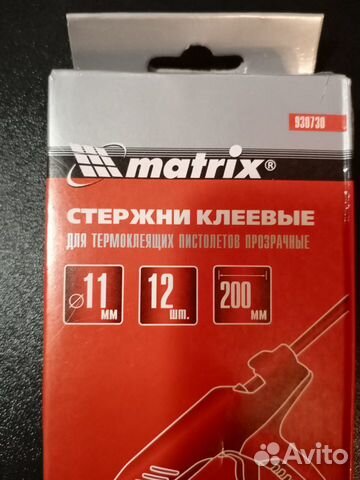 930730
matrix®
СТЕРЖНИ КЛЕЕВЫЕ
ДЛЯ ТЕРМОКЛЕЯЩИХ ПИСТОЛЕТОВ ПРОЗРАЧНЫЕ
⌀11 ММ
12 ШТ.
200 ММ
Avito